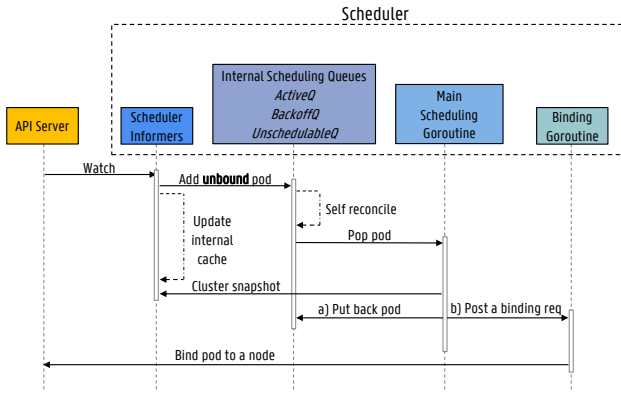 Scheduler
API Server
Scheduler
Informers
Internal Scheduling Queues
ActiveQ
BackoffQ
UnschedulableQ
Main
Scheduling
Goroutine
Binding
Goroutine
Watch
Add unbound pod
Update
internal
cache
Self reconcile
Pop pod
Cluster snapshot
a) Put back pod
b) Post a binding req
Bind pod to a node